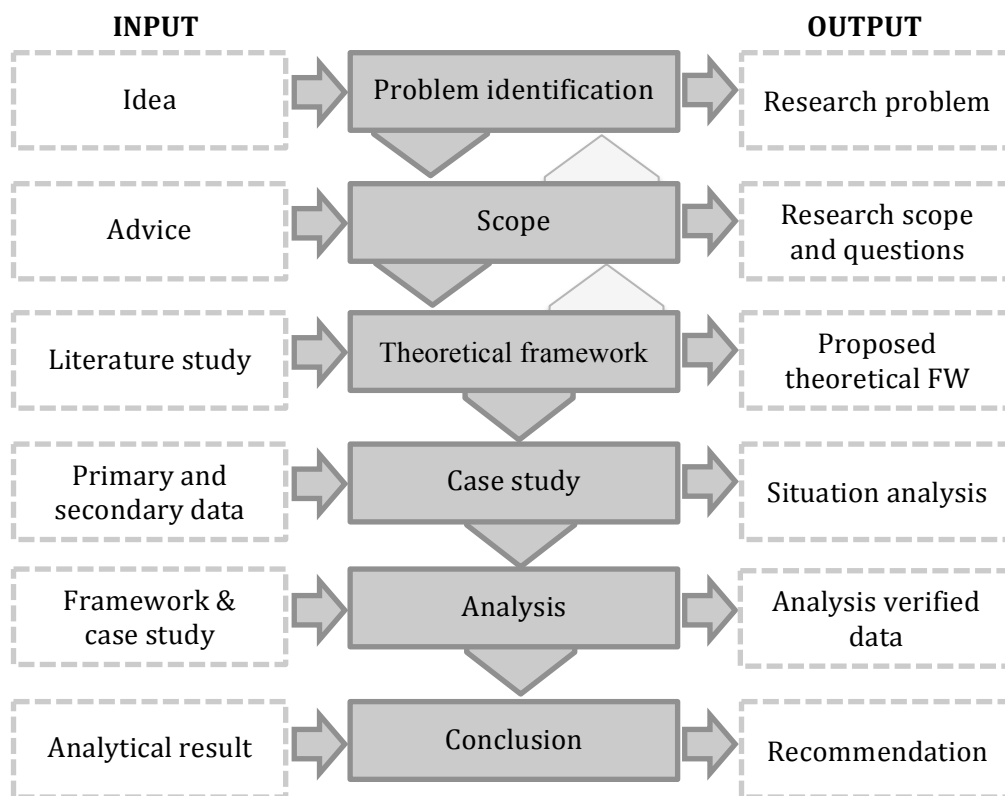 INPUT
OUTPUT
Idea
Problem identification
Research problem
Advice
Scope
Research scope
and questions
Literature study
Theoretical framework
Proposed
theoretical FW
Primary and
secondary data
Case study
Situation analysis
Framework &
case study
Analysis
Analysis verified
data
Analytical result
Conclusion
Recommendation